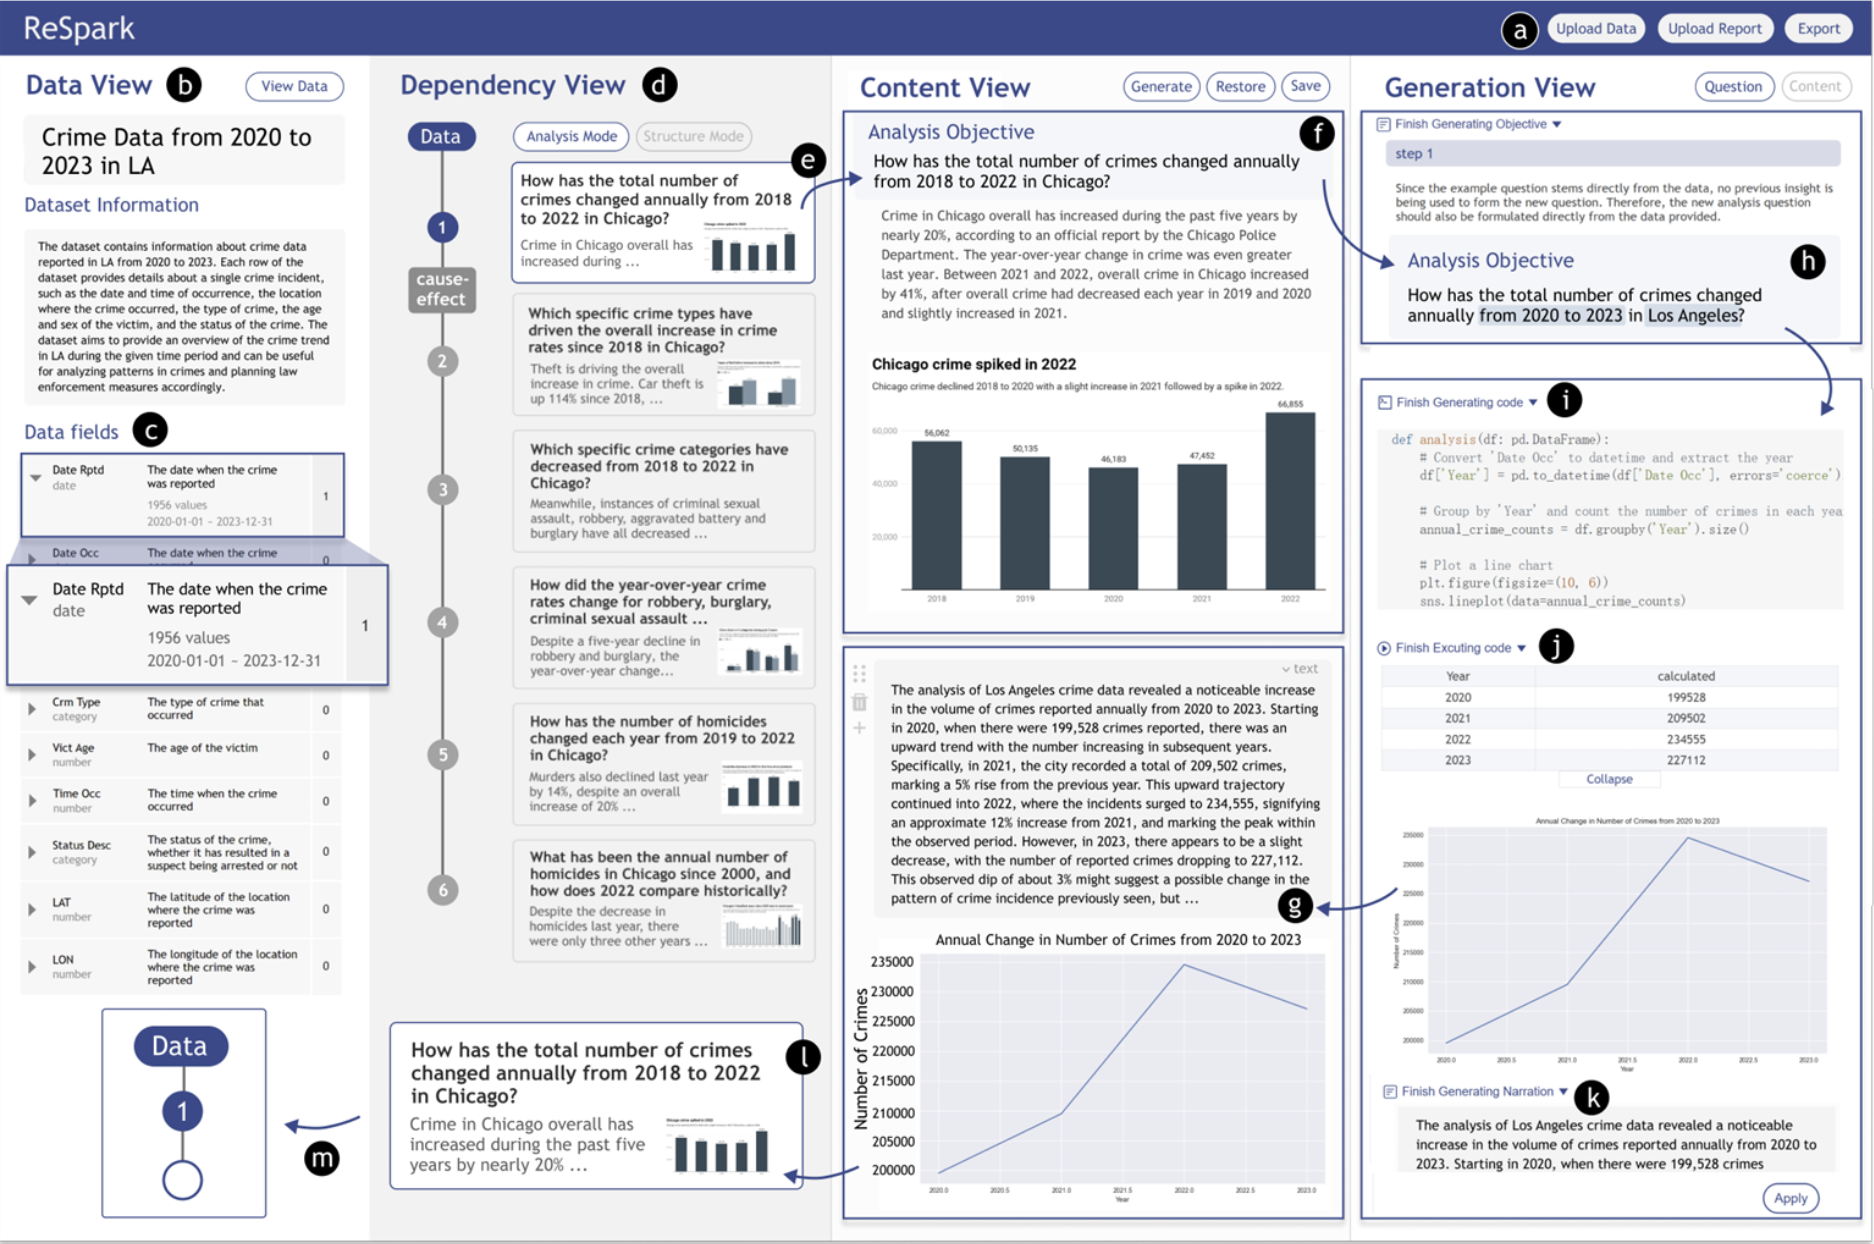 ReSpark
a
Upload Data
Upload Report
Export
Data View
b
View Data
Crime Data from 2020 to
2023 in LA
Dataset Information
The dataset contains information about crime data
reported in LA from 2020 to 2023. Each row of the
dataset provides details about a single crime incident,
such as the date and time of occurrence, the location
where the crime occurred, the type of crime, the age
and sex of the victim, and the status of the crime. The
dataset aims to provide an overview of the crime trend
in LA during the given time period and can be useful
for analyzing patterns in crimes and planning law
enforcement measures accordingly.
Data fields
c
Date Rptd
date
The date when the crime
was reported
1956 values
2020-01-01 ~ 2023-12-31
1
Date Occ
The date when the crime
0
Date Rptd
date
The date when the crime
was reported
1956 values
2020-01-01 ~ 2023-12-31
1
Crm Type
category
The type of crime that
occurred
0
Vict Age
number
The age of the victim
0
Time Occ
number
The time when the crime
occurred
0
Status Desc
category
The status of the crime,
whether it has resulted in a
suspect being arrested or not
0
LAT
number
The latitude of the location
where the crime was
reported
0
LON
number
The longitude of the location
where the crime was
reported
0
Data
1
m
Dependency View
d
Data
Analysis Mode
Structure Mode
e
1
cause-
effect
2
3
4
5
6
How has the total number of
crimes changed annually from 2018
to 2022 in Chicago?
Crime in Chicago overall has
increased during ...
Which specific crime types have
driven the overall increase in crime
rates since 2018 in Chicago?
Theft is driving the overall
increase in crime. Car theft is
up 114% since 2018, ...
Which specific crime categories have
decreased from 2018 to 2022 in
Chicago?
Meanwhile, instances of criminal sexual
assault, robbery, aggravated battery and
burglary have all decreased ...
How did the year-over-year crime
rates change for robbery, burglary,
criminal sexual assault ...
Despite a five-year decline in
robbery and burglary, the
year-over-year change...
How has the number of homicides
changed each year from 2019 to 2022
in Chicago?
Murders also declined last year
by 14%, despite an overall
increase of 20% ...
What has been the annual number of
homicides in Chicago since 2000, and
how does 2022 compare historically?
Despite the decrease in
homicides last year, there
were only three other years ...
l
How has the total number of crimes
changed annually from 2018 to 2022
in Chicago?
Crime in Chicago overall has
increased during the past five
years by nearly 20% ...
Content View
Generate
Restore
Save
Analysis Objective
f
How has the total number of crimes changed annually
from 2018 to 2022 in Chicago?
Crime in Chicago overall has increased during the past five years by
nearly 20%, according to an official report by the Chicago Police
Department. The year-over-year change in crime was even greater
last year. Between 2021 and 2022, overall crime in Chicago increased
by 41%, after overall crime had decreased each year in 2019 and 2020
and slightly increased in 2021.
Chicago crime spiked in 2022
Chicago crime declined 2018 to 2020 with a slight increase in 2021 followed by a spike in 2022.
60,000
40,000
20,000
56,062
50,135
46,183
47,452
66,855
2018
2019
2020
2021
2022
text
The analysis of Los Angeles crime data revealed a noticeable increase
in the volume of crimes reported annually from 2020 to 2023. Starting
in 2020, when there were 199,528 crimes reported, there was an
upward trend with the number increasing in subsequent years.
Specifically, in 2021, the city recorded a total of 209,502 crimes,
marking a 5% rise from the previous year. This upward trajectory
continued into 2022, where the incidents surged to 234,555, signifying
an approximate 12% increase from 2021, and marking the peak within
the observed period. However, in 2023, there appears to be a slight
decrease, with the number of reported crimes dropping to 227,112.
This observed dip of about 3% might suggest a possible change in the
pattern of crime incidence previously seen, but ...
g
Annual Change in Number of Crimes from 2020 to 2023
Number of Crimes
235000
230000
225000
220000
215000
210000
205000
200000
2020.0
2020.5
2021.0
2021.5
2022.0
2022.5
2023.0
Year
Generation View
Question
Content
Finish Generating Objective
step 1
Since the example question stems directly from the data, no previous insight is
being used to form the new question. Therefore, the new analysis question
should also be formulated directly from the data provided.
Analysis Objective
h
How has the total number of crimes changed
annually from 2020 to 2023 in Los Angeles?
Finish Generating code
i
def analysis(df: pd.DataFrame):
# Convert 'Date Occ' to datetime and extract the year
df['Year'] = pd.to_datetime(df['Date Occ'], errors='coerce')
# Group by 'Year' and count the number of crimes in each yea
annual_crime_counts = df.groupby('Year').size()
# Plot a line chart
plt.figure(figsize=(10, 6))
sns.lineplot(data=annual_crime_counts)
Finish Excuting code
j
Year
calculated
2020
199528
2021
209502
2022
234555
2023
227112
Collapse
Annual Change in Number of Crimes from 2020 to 2023
Number of Crimes
235000
230000
225000
220000
215000
210000
205000
200000
2020.0
2020.5
2021.0
2021.5
2022.0
2022.5
2023.0
Year
Finish Generating Narration
k
The analysis of Los Angeles crime data revealed a noticeable
increase in the volume of crimes reported annually from 2020 to
2023. Starting in 2020, when there were 199,528 crimes
Apply